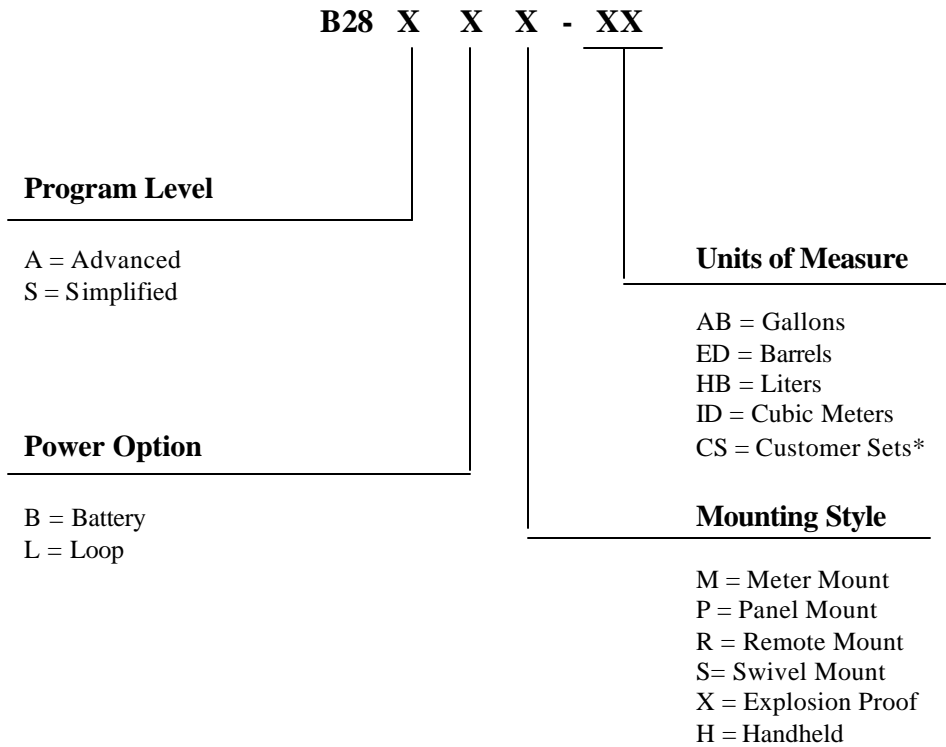 B28 X X X - XX
Program Level
A = Advanced
S = Simplified
Power Option
B = Battery
L = Loop
Units of Measure
AB = Gallons
ED = Barrels
HB = Liters
ID = Cubic Meters
CS = Customer Sets*
Mounting Style
M = Meter Mount
P = Panel Mount
R = Remote Mount
S= Swivel Mount
X = Explosion Proof
H = Handheld